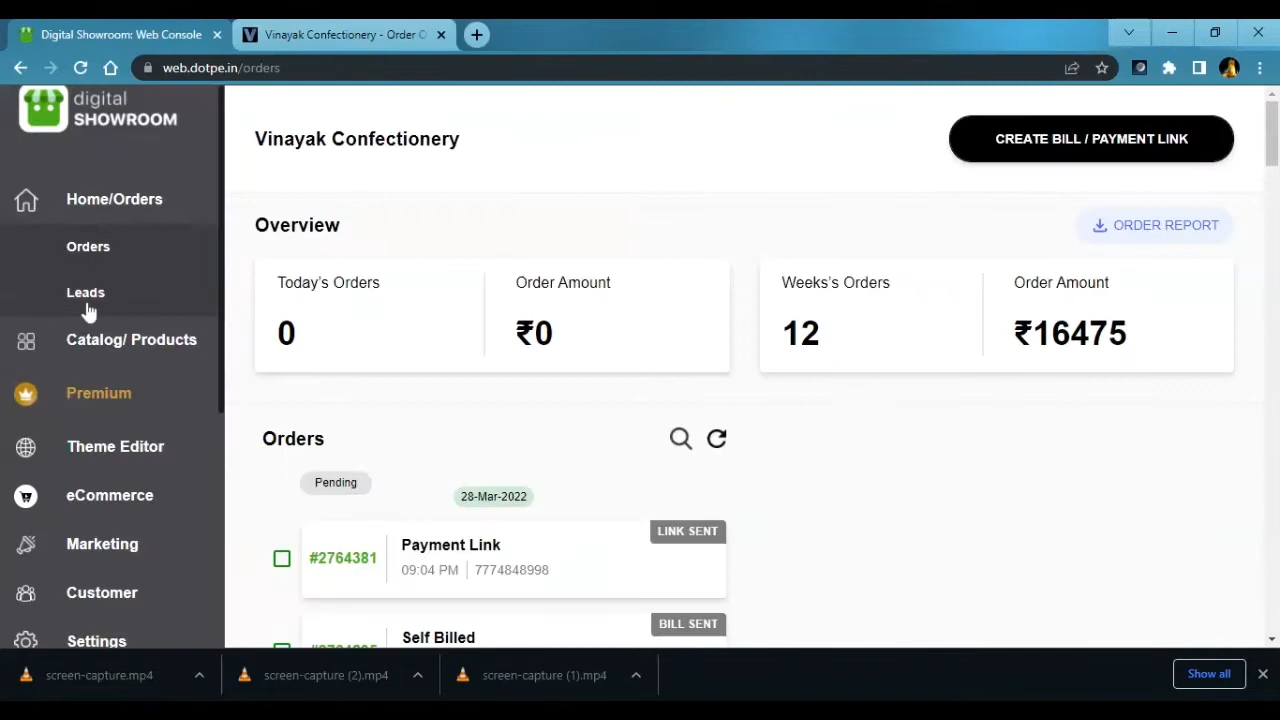 Digital Showroom: Web Console
Vinayak Confectionery - Order O
web.dotpe.in/orders
digital
SHOWROOM
Home/Orders
Orders
Leads
Catalog/ Products
Premium
Theme Editor
eCommerce
Marketing
Customer
Settings
Vinayak Confectionery
CREATE BILL / PAYMENT LINK
Overview
ORDER REPORT
Today's Orders
0
Order Amount
₹0
Weeks's Orders
12
Order Amount
₹16475
Orders
Pending
28-Mar-2022
LINK SENT
#2764381
Payment Link
09:04 PM
7774848998
BILL SENT
Self Billed
screen-capture.mp4
screen-capture (2).mp4
screen-capture (1).mp4
Show all